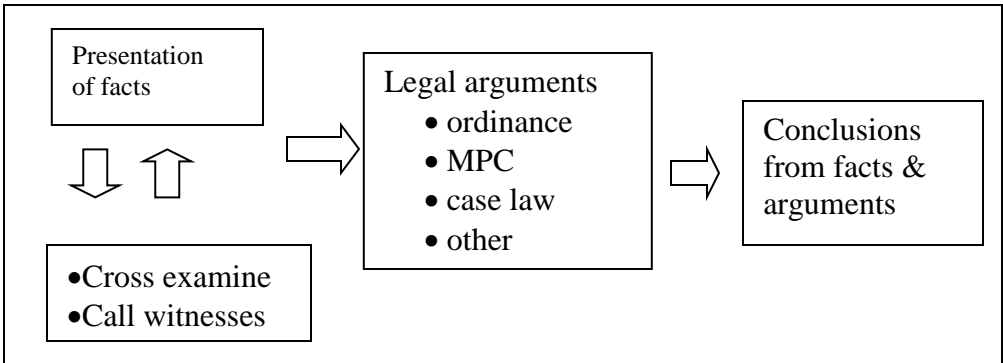 Presentation
of facts
•Cross examine
•Call witnesses
Legal arguments
• ordinance
• MPC
• case law
• other
Conclusions
from facts &
arguments